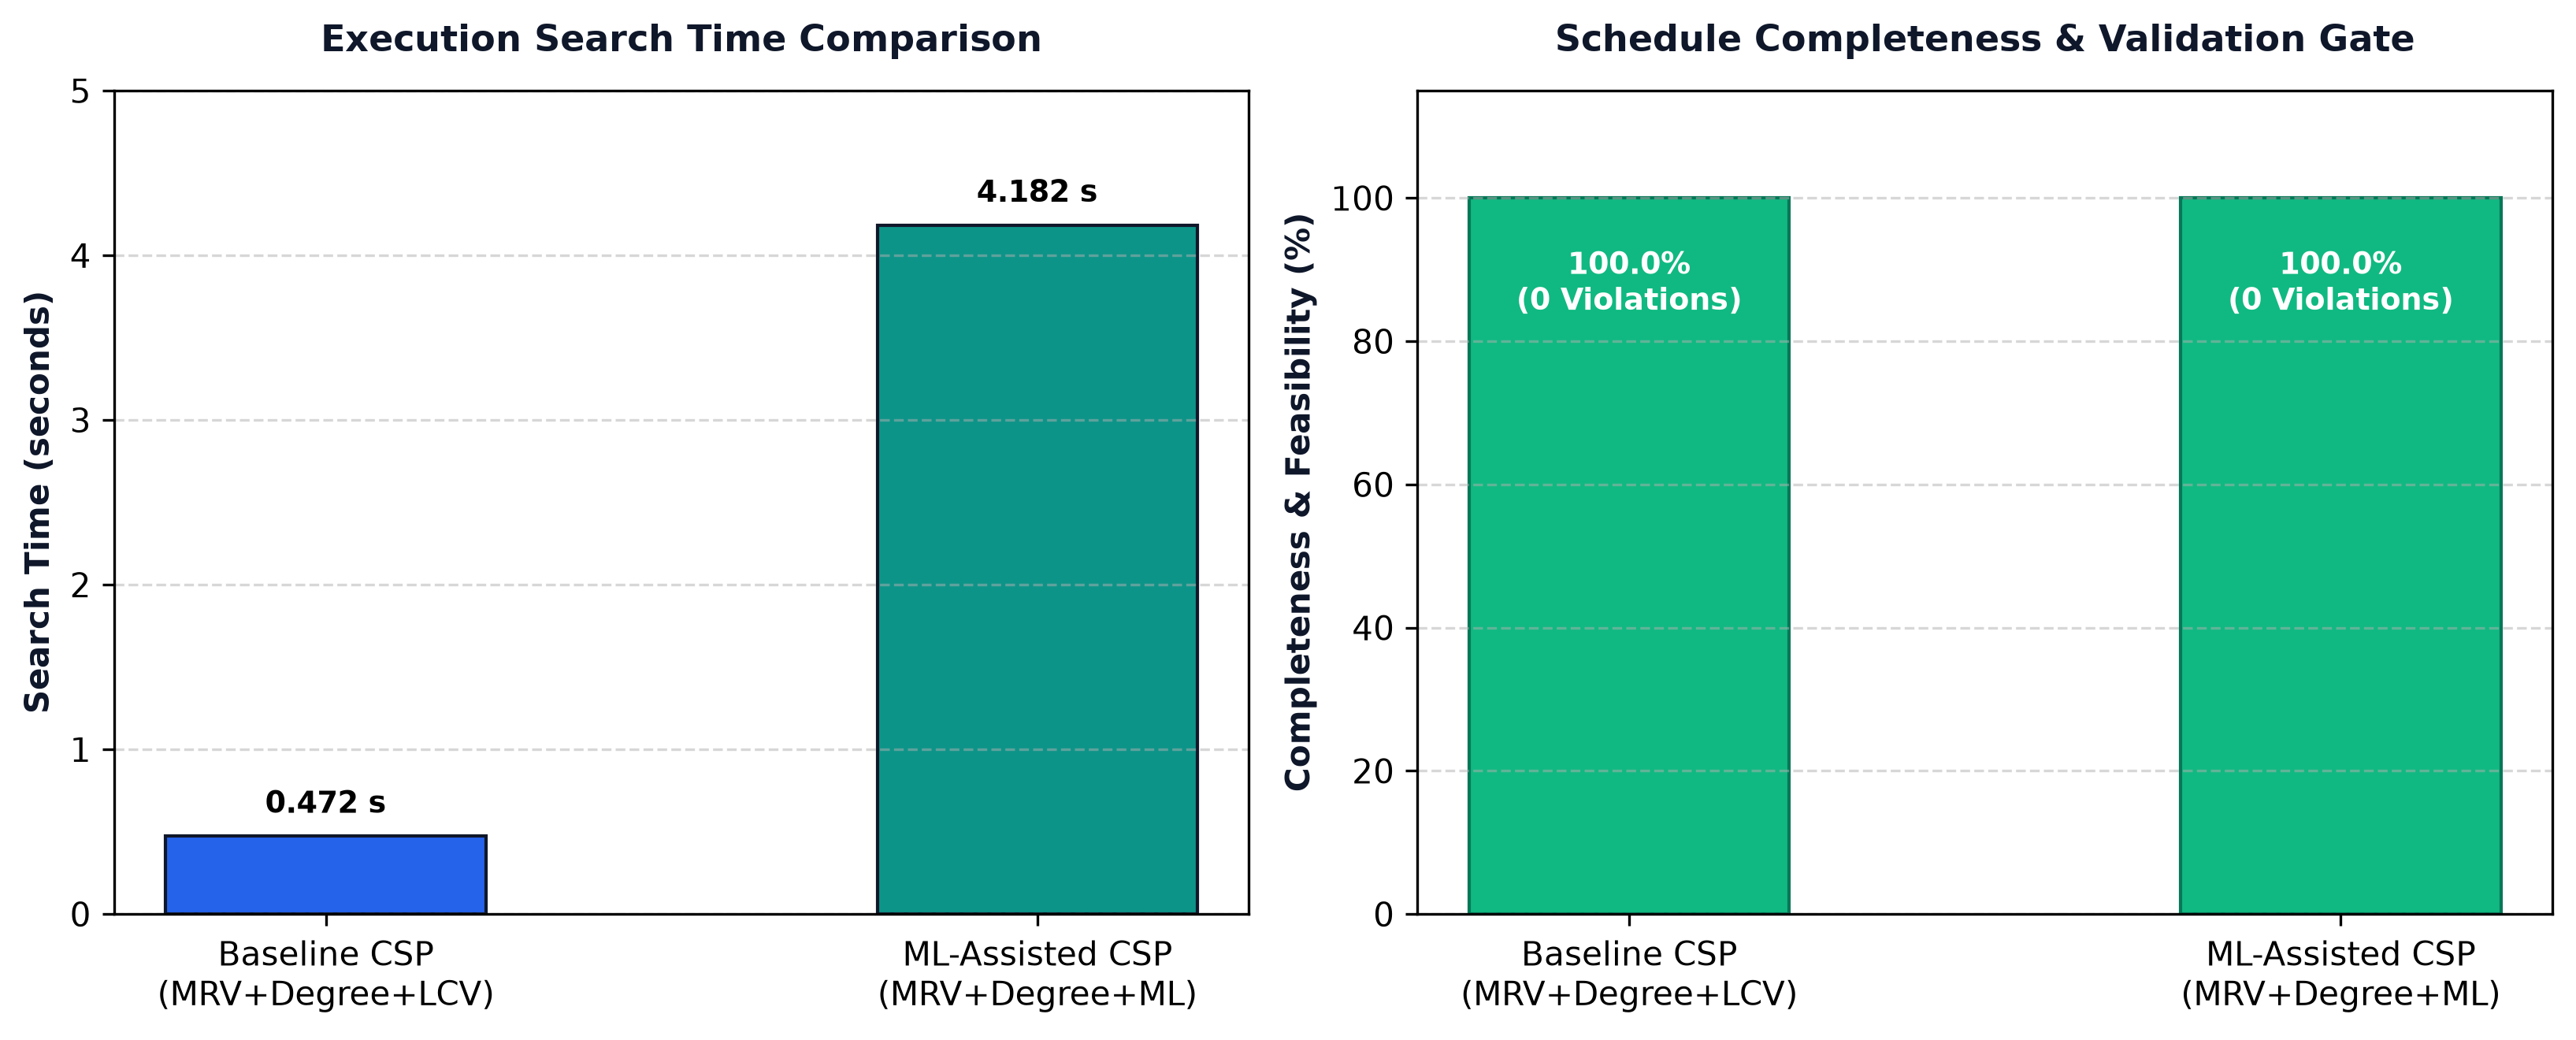 Execution Search Time Comparison
Search Time (seconds)
5
4
3
2
1
0
0.472 s
4.182 s
Baseline CSP
(MRV+Degree+LCV)
ML-Assisted CSP
(MRV+Degree+ML)
Schedule Completeness & Validation Gate
Completeness & Feasibility (%)
100
80
60
40
20
0
100.0%
(0 Violations)
100.0%
(0 Violations)
Baseline CSP
(MRV+Degree+LCV)
ML-Assisted CSP
(MRV+Degree+ML)